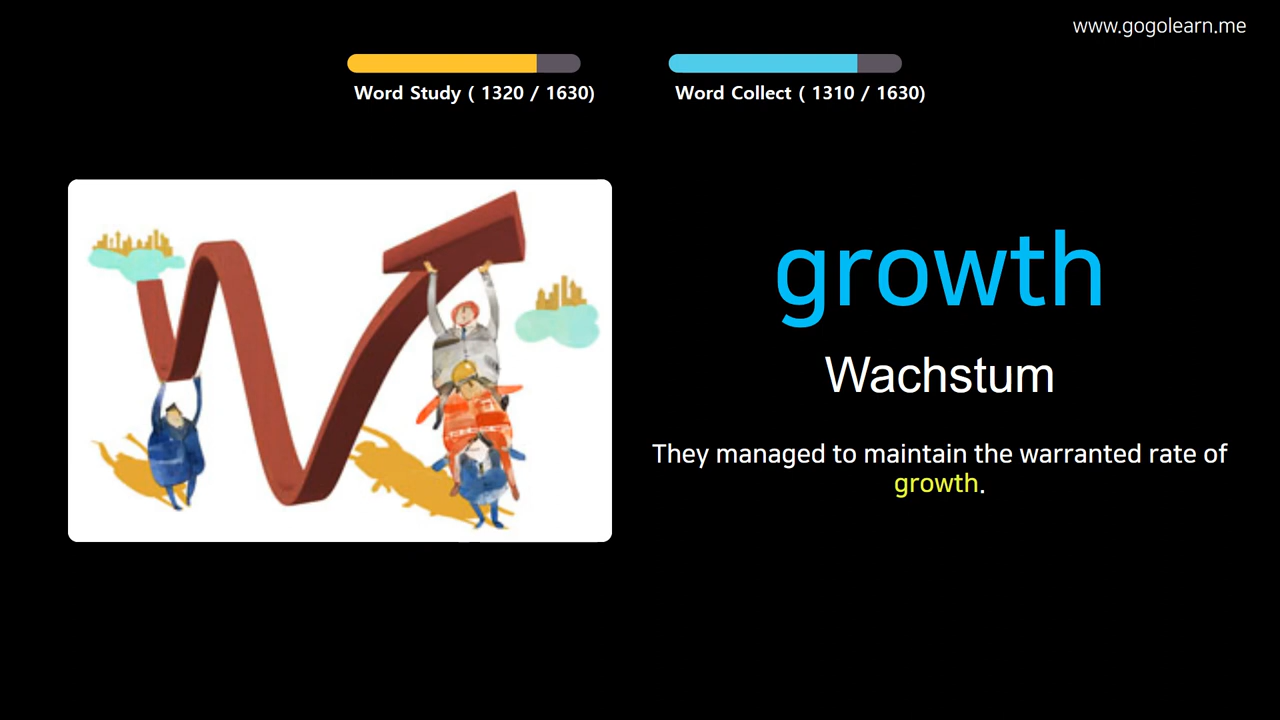 www.gogolearn.me
Word Study ( 1320 / 1630)
Word Collect ( 1310 / 1630)
growth
Wachstum
They managed to maintain the warranted rate of
growth.